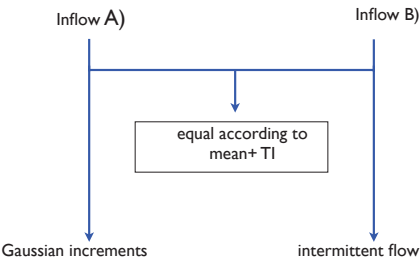 Inflow A)
Inflow B)
equal according to
mean+ TI
Gaussian increments
intermittent flow